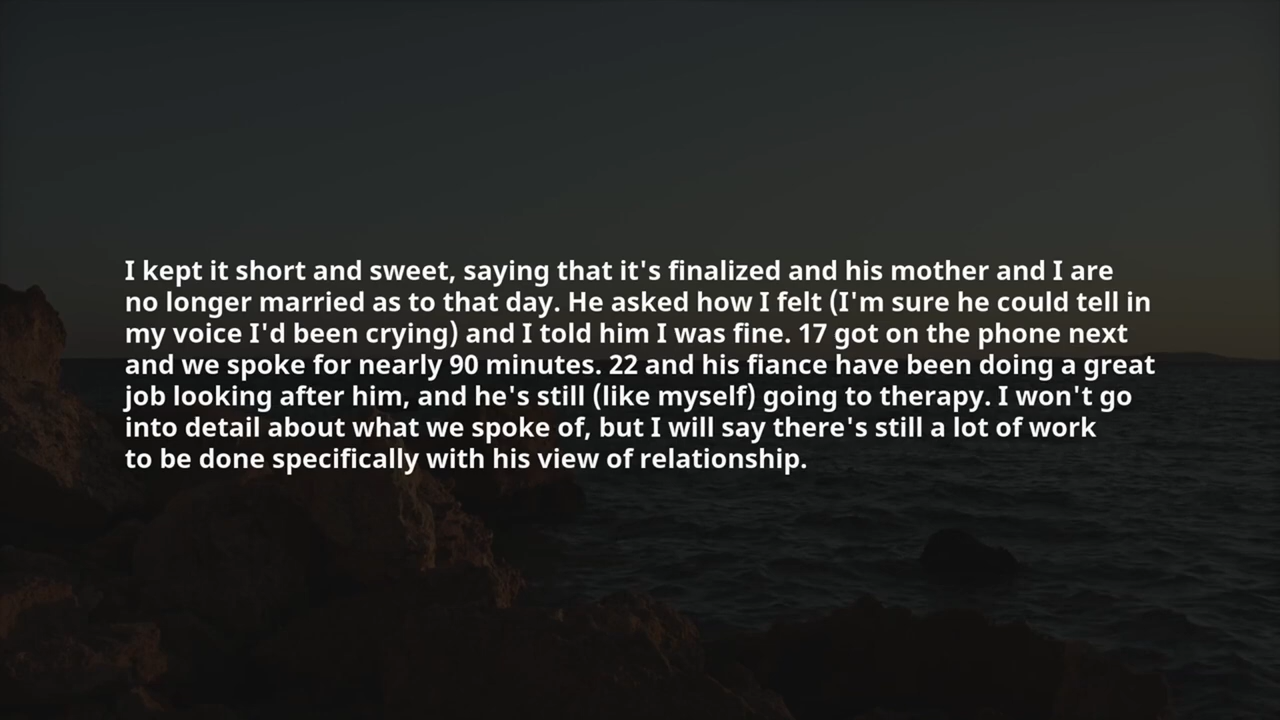 I kept it short and sweet, saying that it's finalized and his mother and I are
no longer married as to that day. He asked how I felt (I'm sure he could tell in
my voice I'd been crying) and I told him I was fine. 17 got on the phone next
and we spoke for nearly 90 minutes. 22 and his fiance have been doing a great
job looking after him, and he's still (like myself) going to therapy. I won't go
into detail about what we spoke of, but I will say there's still a lot of work
to be done specifically with his view of relationship.